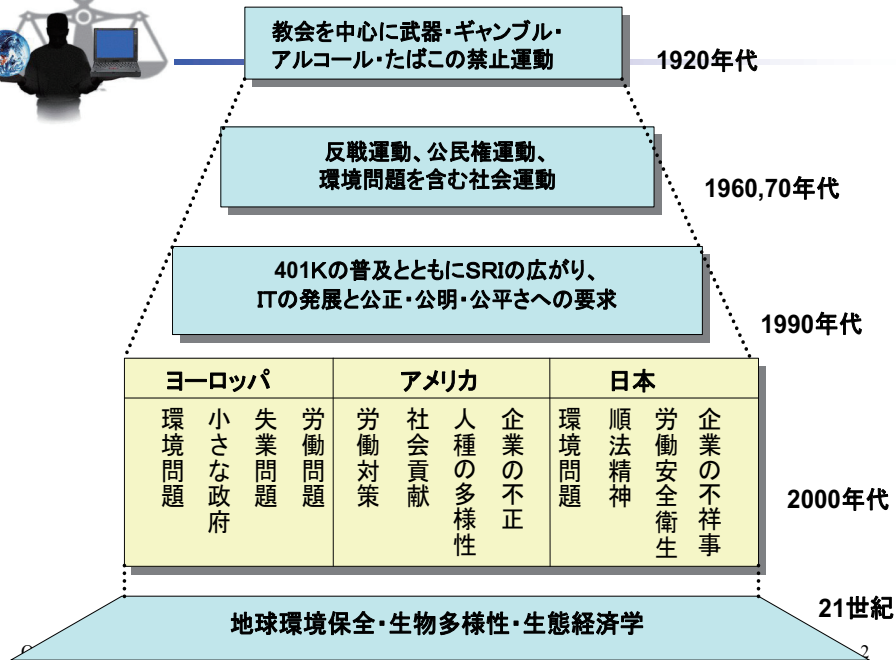 教会を中心に武器・ギャンブル・
アルコール・たばこの禁止運動
1920年代
反戦運動、公民権運動、
環境問題を含む社会運動
1960,70年代
401Kの普及とともにSRIの広がり、
ITの発展と公正・公明・公平さへの要求
1990年代
ヨーロッパ
環境問題
小さな政府
失業問題
労働問題
アメリカ
労働対策
社会貢献
人種の多様性
企業の不正
日本
環境問題
順法精神
労働安全衛生
企業の不祥事
2000年代
21世紀
地球環境保全・生物多様性・生態経済学
2